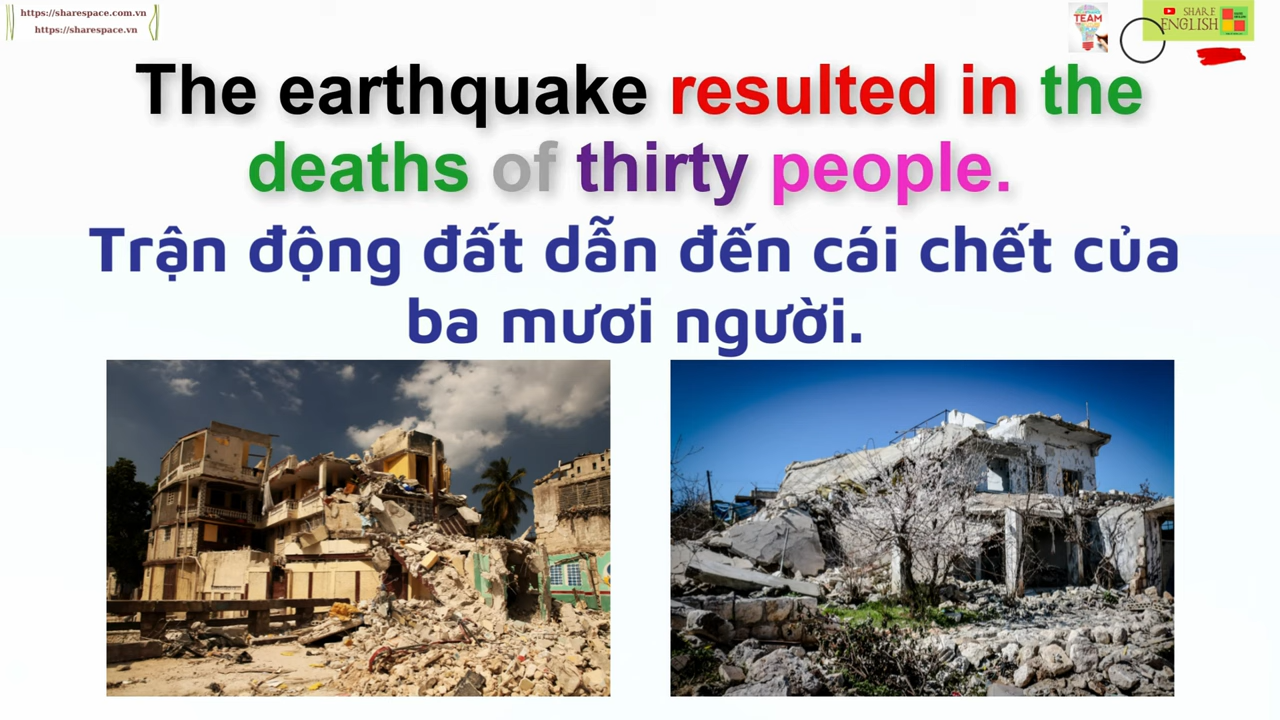 https://sharespace.com.vn
https://sharespace.vn
TEAM
SHARE
ENGLISH
The earthquake resulted in the
deaths of thirty people.
Trận động đất dẫn đến cái chết của
ba mươi người.